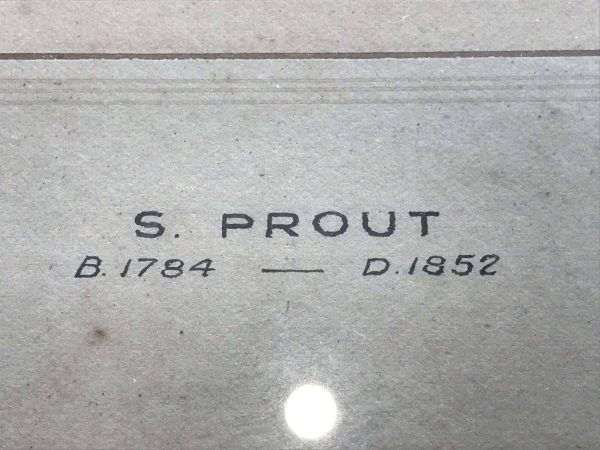 S. PROUT
B. 1784 — D. 1852